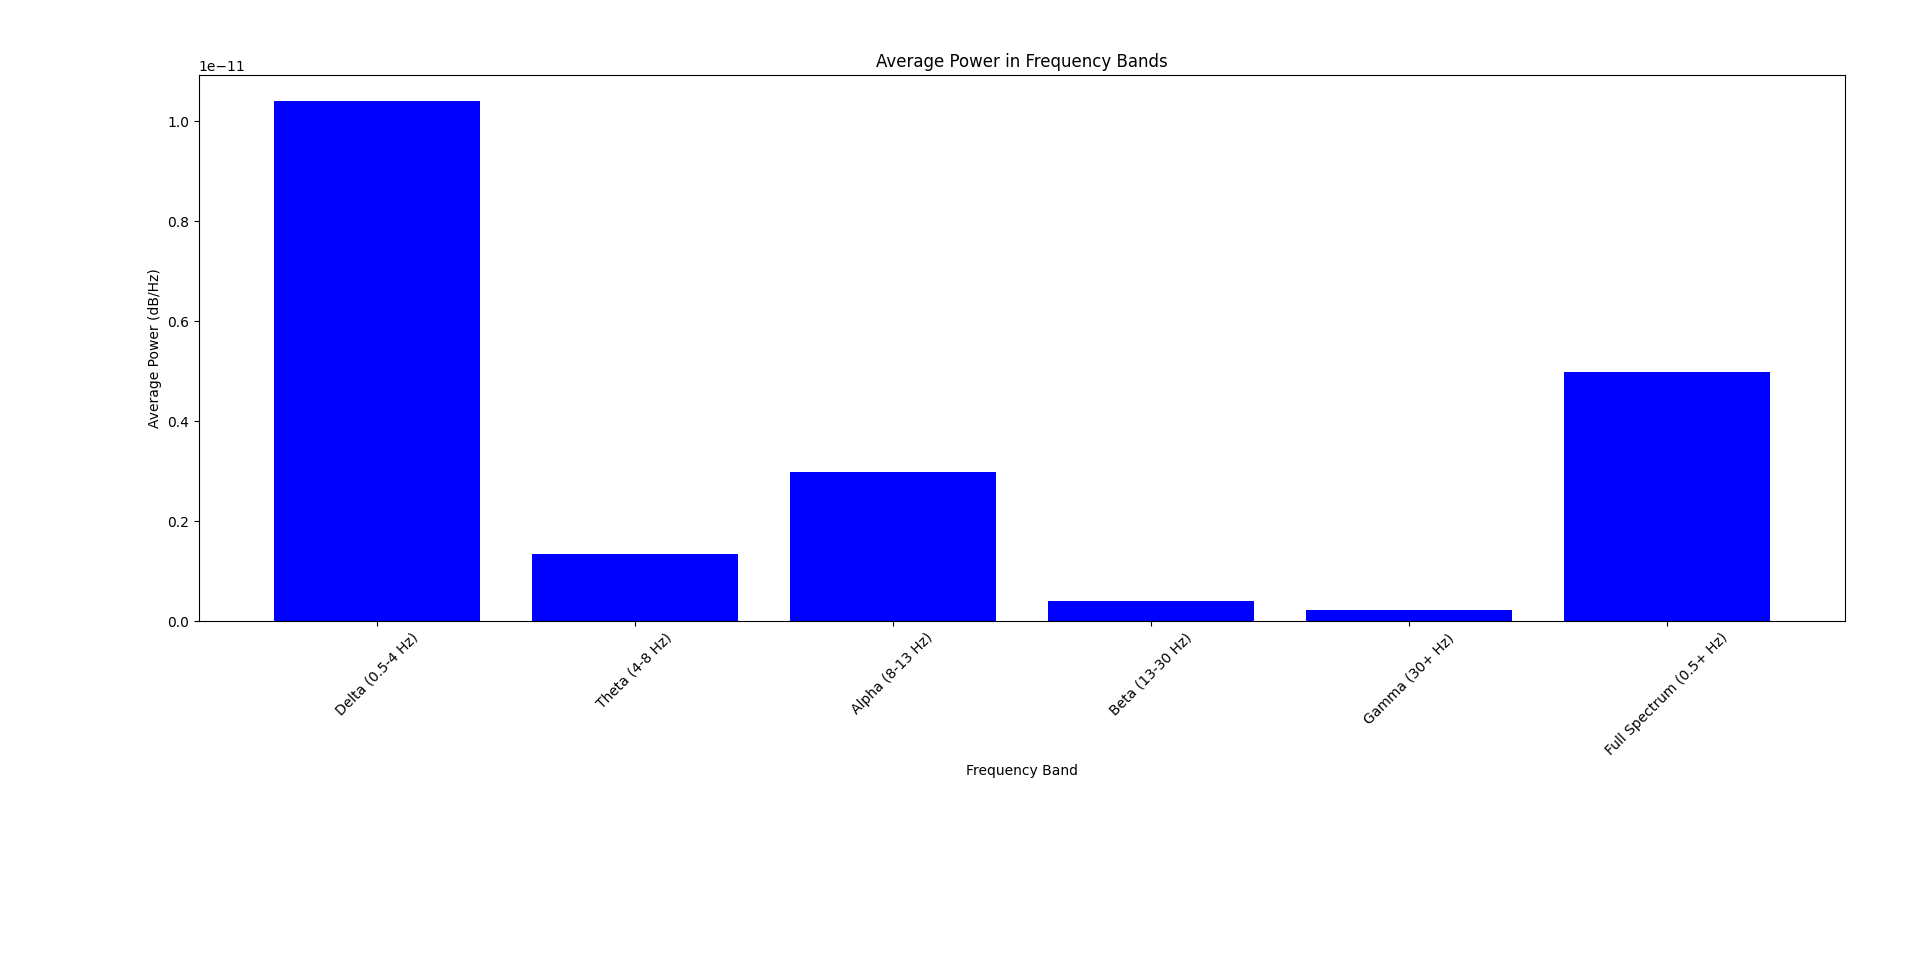 Average Power in Frequency Bands
1e−11
1.0
0.8
0.6
0.4
0.2
0.0
Average Power (dB/Hz)
Delta (0.5-4 Hz)
Theta (4-8 Hz)
Alpha (8-13 Hz)
Beta (13-30 Hz)
Gamma (30+ Hz)
Full Spectrum (0.5+ Hz)
Frequency Band